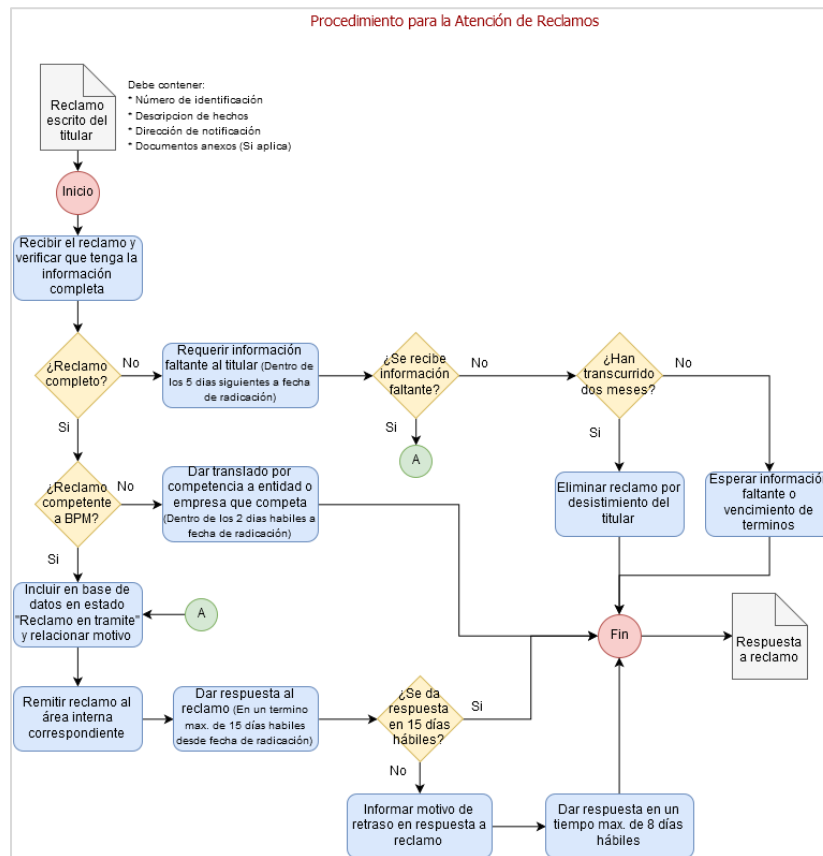 Procedimiento para la Atención de Reclamos
Reclamo
escrito del
titular
Debe contener:
* Número de identificación
* Descripcion de hechos
* Dirección de notificación
* Documentos anexos (Si aplica)
Inicio
Recibir el reclamo y
verificar que tenga la
información
completa
¿Reclamo
completo?
No
Si
Requerir información
faltante al titular (Dentro de
los 5 dias siguientes a fecha
de radicación)
¿Se recibe
información
faltante?
No
Si
A
¿Han
transcurrido
dos meses?
No
Si
Eliminar reclamo por
desistimiento del
titular
Esperar información
faltante o
vencimiento de
terminos
¿Reclamo
competente
a BPM?
No
Si
Dar translado por
competencia a entidad o
empresa que competa
(Dentro de los 2 dias habiles a
fecha de radicación)
Incluir en base de
datos en estado
"Reclamo en tramite"
y relacionar motivo
A
Fin
Respuesta
a reclamo
Remitir reclamo al
área interna
correspondiente
Dar respuesta al
reclamo (En un termino
max. de 15 días habiles
desde fecha de radicación)
¿Se da
respuesta
en 15 días
hábiles?
Si
No
Informar motivo de
retraso en respuesta a
reclamo
Dar respuesta en un
tiempo max. de 8 días
hábiles